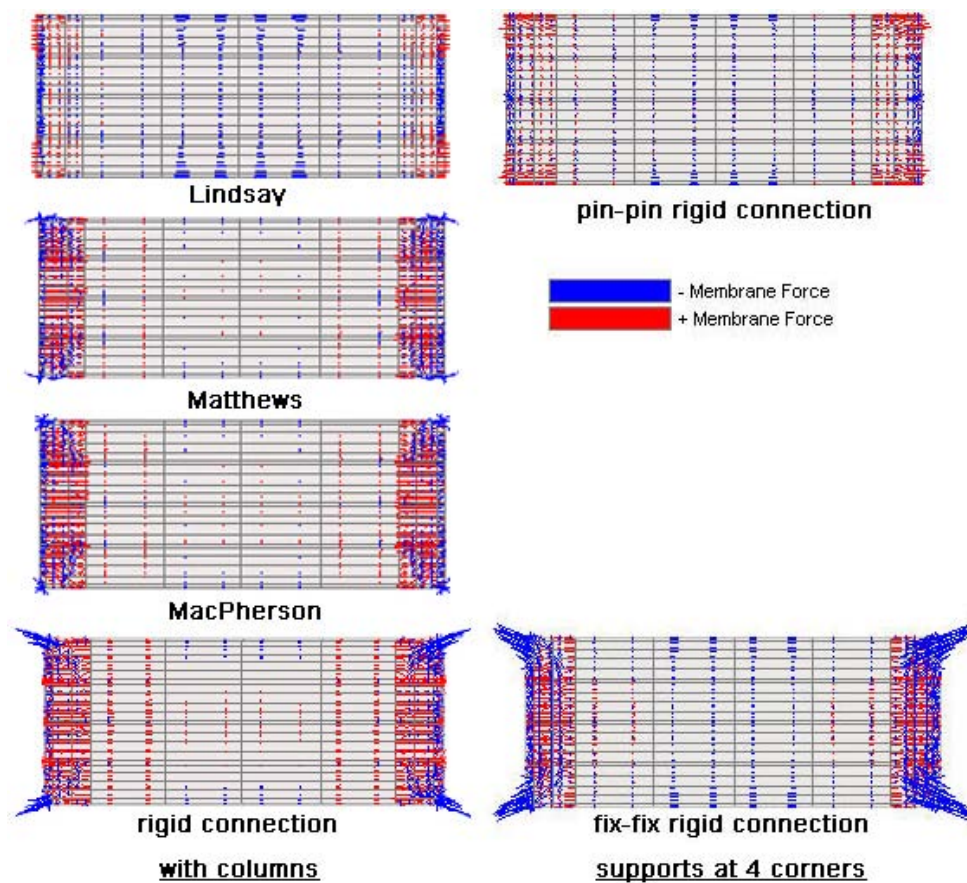 Lindsay
pin-pin rigid connection
- Membrane Force
+ Membrane Force
Matthews
MacPherson
rigid connection
fix-fix rigid connection
with columns
supports at 4 corners